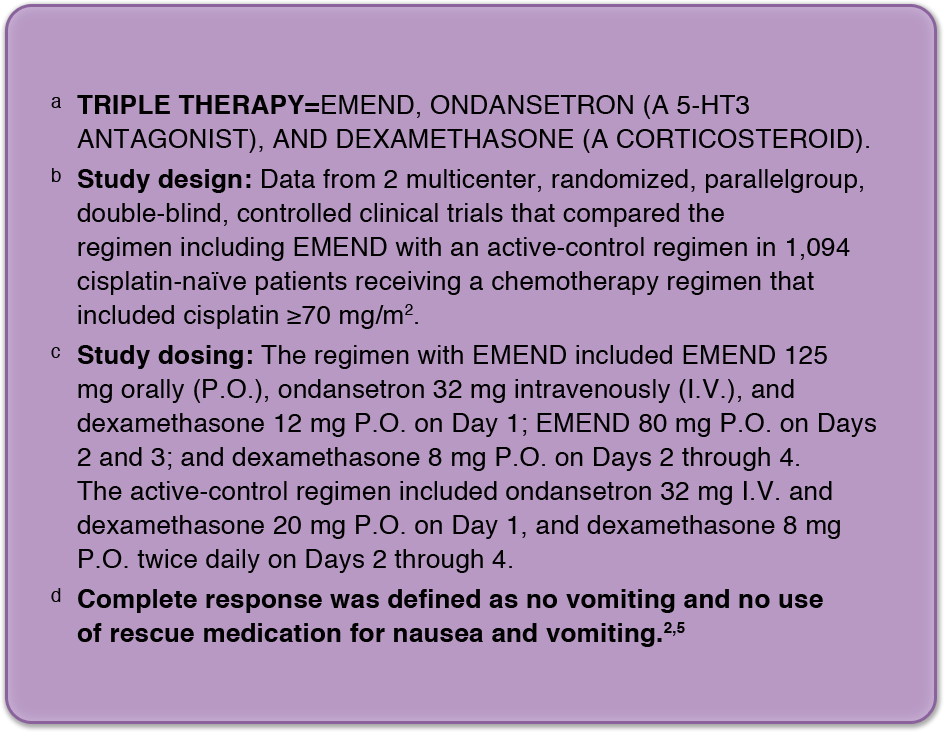 a TRIPLE THERAPY=EMEND, ONDANSETRON (A 5-HT3
ANTAGONIST), AND DEXAMETHASONE (A CORTICOSTEROID).
b Study design: Data from 2 multicenter, randomized, parallelgroup,
double-blind, controlled clinical trials that compared the
regimen including EMEND with an active-control regimen in 1,094
cisplatin-naïve patients receiving a chemotherapy regimen that
included cisplatin ≥70 mg/m².
c Study dosing: The regimen with EMEND included EMEND 125
mg orally (P.O.), ondansetron 32 mg intravenously (I.V.), and
dexamethasone 12 mg P.O. on Day 1; EMEND 80 mg P.O. on Days
2 and 3; and dexamethasone 8 mg P.O. on Days 2 through 4.
The active-control regimen included ondansetron 32 mg I.V. and
dexamethasone 20 mg P.O. on Day 1, and dexamethasone 8 mg
P.O. twice daily on Days 2 through 4.
d Complete response was defined as no vomiting and no use
of rescue medication for nausea and vomiting.2,5